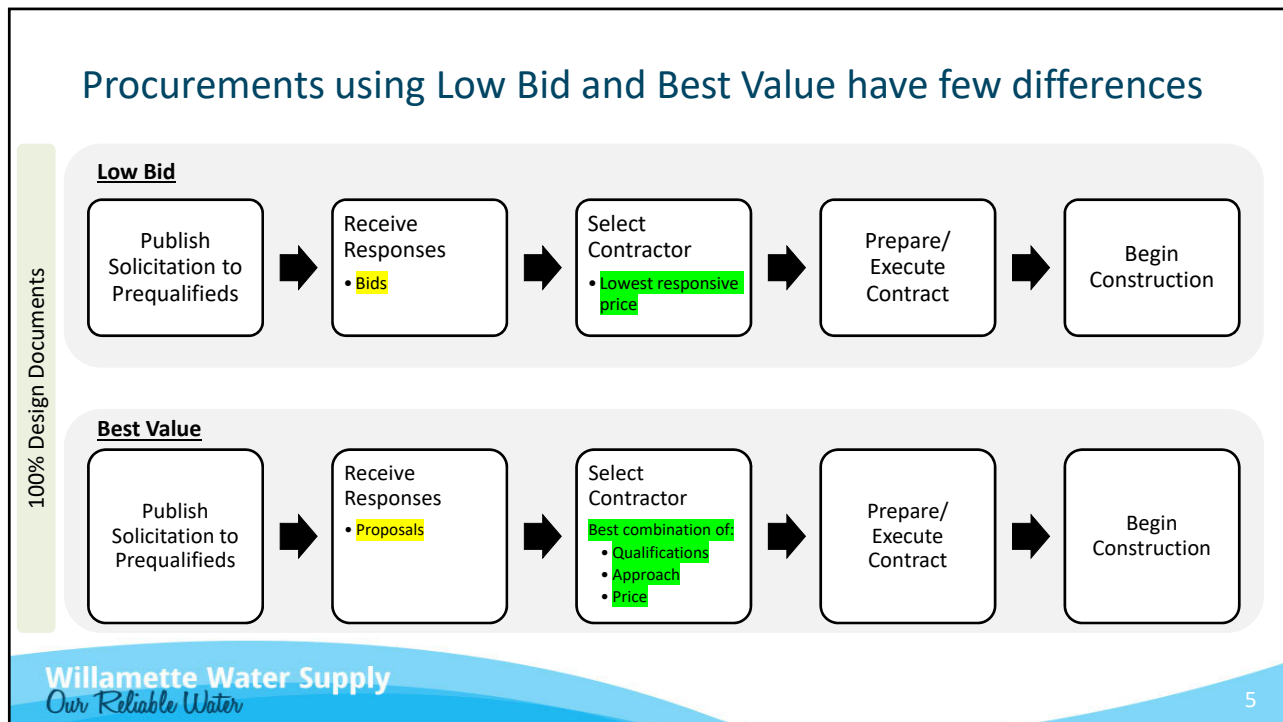 Procurements using Low Bid and Best Value have few differences
100% Design Documents
Low Bid
Publish
Solicitation to
Prequalifieds
Receive
Responses
• Bids
Select
Contractor
• Lowest responsive
price
Prepare/
Execute
Contract
Begin
Construction
Best Value
Publish
Solicitation to
Prequalifieds
Receive
Responses
• Proposals
Select
Contractor
Best combination of:
• Qualifications
• Approach
• Price
Prepare/
Execute
Contract
Begin
Construction
Willamette Water Supply
Our Reliable Water
5